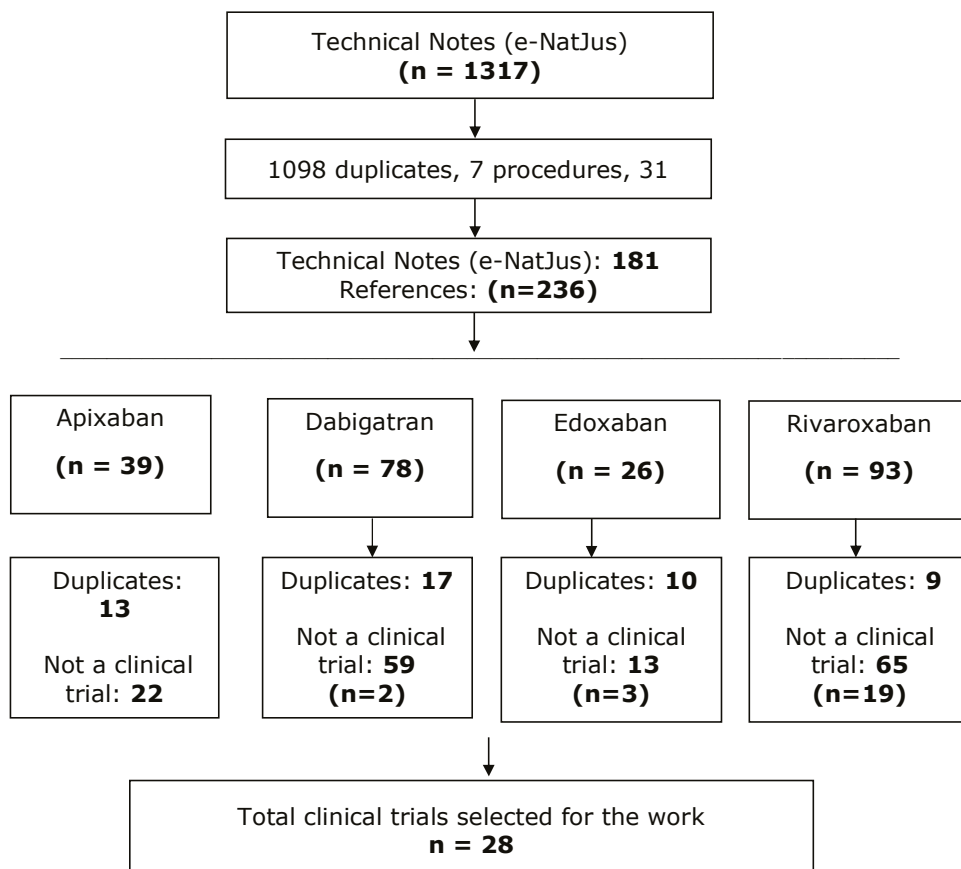 Technical Notes (e-NatJus)
(n = 1317)
1098 duplicates, 7 procedures, 31
Technical Notes (e-NatJus): 181
References: (n=236)
Apixaban
(n = 39)
Dabigatran
(n = 78)
Edoxaban
(n = 26)
Rivaroxaban
(n = 93)
Duplicates:
13
Not a clinical
trial: 22
Duplicates: 17
Not a clinical
trial: 59
(n=2)
Duplicates: 10
Not a clinical
trial: 13
(n=3)
Duplicates: 9
Not a clinical
trial: 65
(n=19)
Total clinical trials selected for the work
n = 28